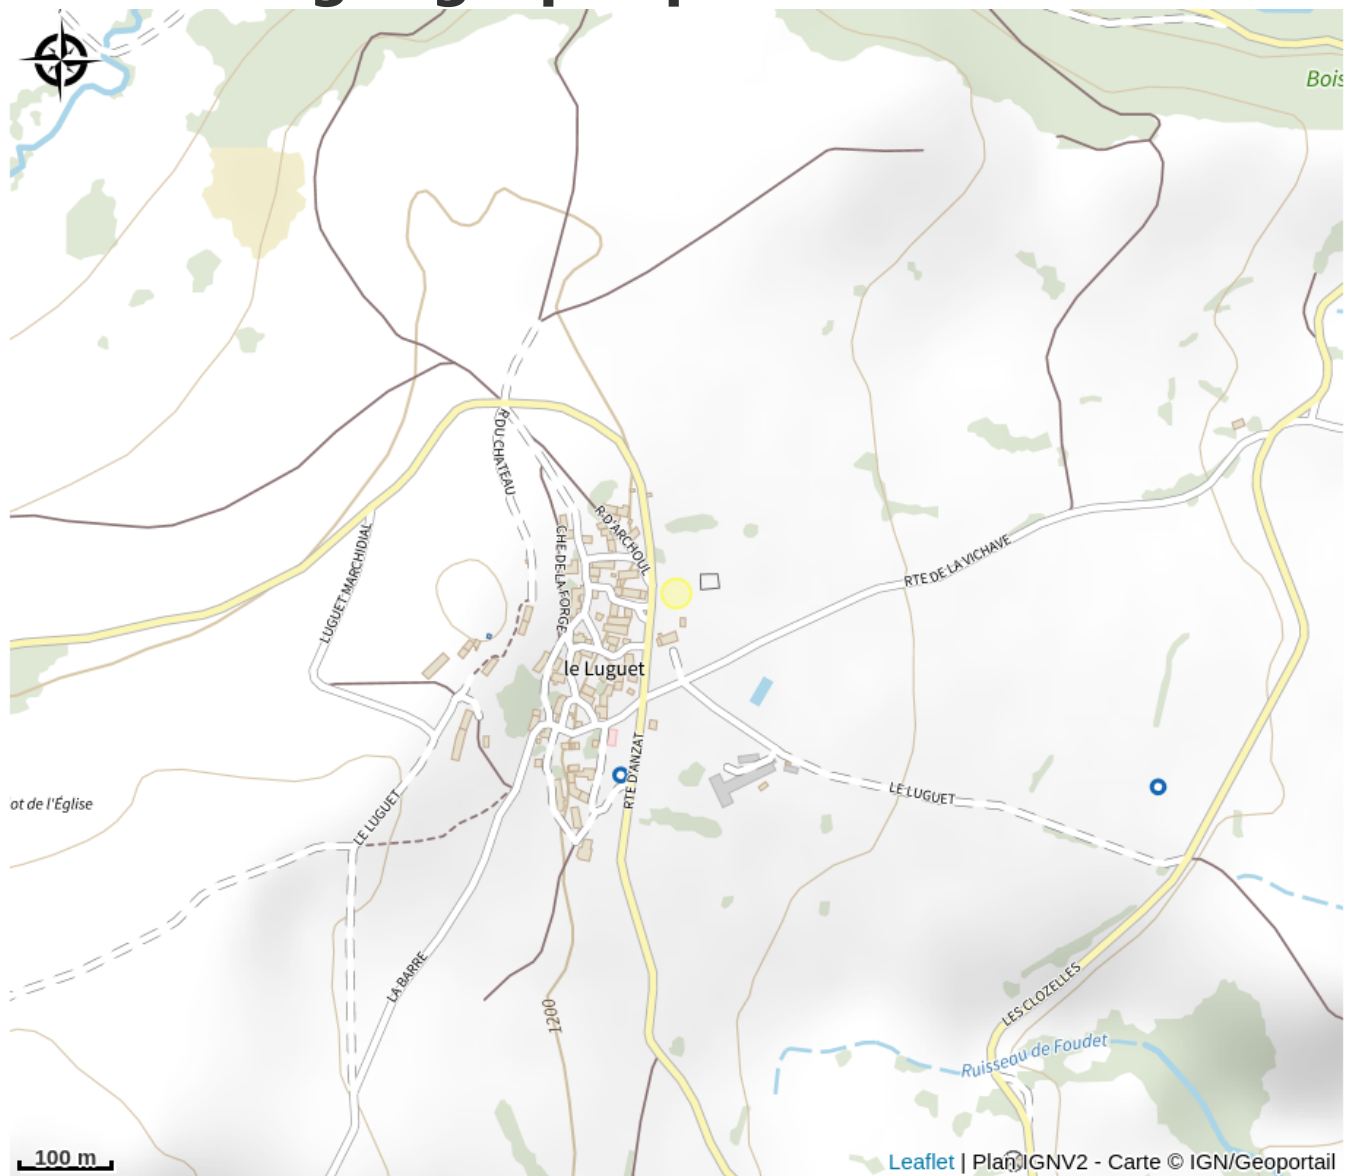 Bois
R DU CHATEAU
R D'ARCHOUL
CHE DE LA FORGE
LUGUET MARCHIDIAL
RTE DE LA VICHAVE
le Luguet
RTE D'ANZAT
LE LUGUET
LE LUGUET
ot de l'Église
LA BARRE
1200
LES CLOZELLES
Ruisseau de Foudet
100 m
Leaflet | Plan IGNV2 - Carte © IGN/Geoportail